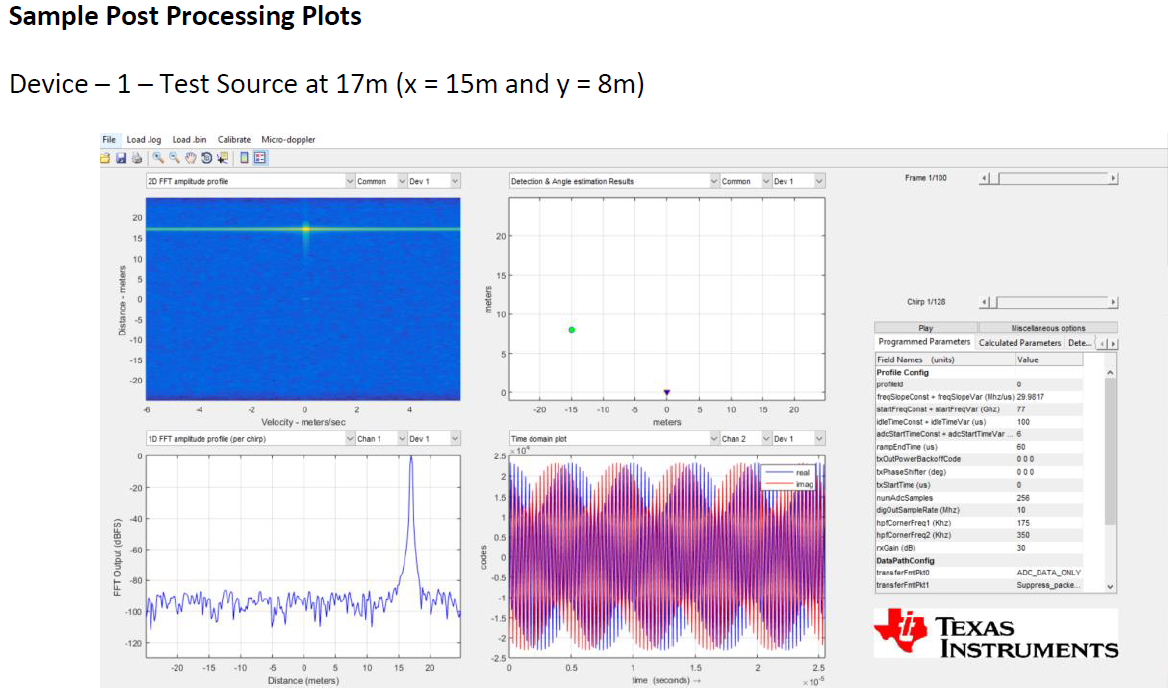 Sample Post Processing Plots
Device – 1 – Test Source at 17m (x = 15m and y = 8m)
File Load .log Load .bin Calibrate Micro-doppler
2D FFT amplitude profile Common Dev 1
20
15
10
5
0
-5
-10
-15
-20
Distance - meters
-6 -4 -2 0 2 4
Velocity - meters/sec
Detection & Angle estimation Results Common Dev 1
20
15
10
5
0
meters
-20 -15 -10 -5 0 5 10 15 20
meters
1D FFT amplitude profile (per chirp) Chan 1 Dev 1
0
-20
-40
-60
-80
-100
-120
FFT Output (dBFS)
-20 -15 -10 -5 0 5 10 15 20
Distance (meters)
Time domain plot Chan 2 Dev 1
×10⁴
2.5
2
1.5
1
0.5
0
-0.5
-1
-1.5
-2
-2.5
codes
real
imag
0 0.5 1 1.5 2 2.5
time (seconds) →
×10⁻⁵
Frame 1/100
Chirp 1/128
Play Miscellaneous options
Programmed Parameters Calculated Parameters Dete...
Field Names (units) Value
Profile Config
profileId 0
freqSlopeConst + freqSlopeVar (Mhz/us) 29.9817
startFreqConst + startFreqVar (Ghz) 77
idleTimeConst + idleTimeVar (us) 100
adcStartTimeConst + adcStartTimeVar ... 6
rampEndTime (us) 60
txOutPowerBackoffCode 0 0 0
txPhaseShifter (deg) 0 0 0
txStartTime (us) 0
numAdcSamples 256
digOutSampleRate (Mhz) 10
hpfCornerFreq1 (Khz) 175
hpfCornerFreq2 (Khz) 350
rxGain (dB) 30
DataPathConfig
transferFmtPkt0 ADC_DATA_ONLY
transferFmtPkt1 Suppress_packe...
TEXAS
INSTRUMENTS